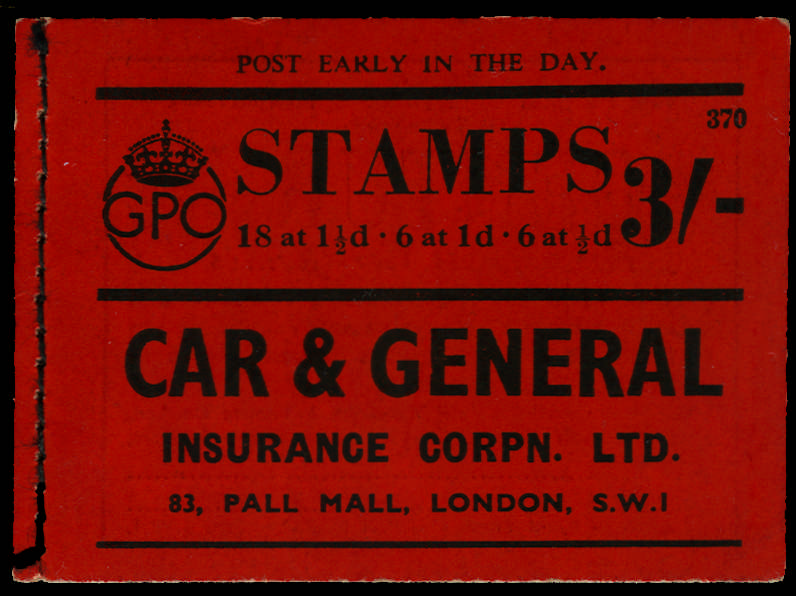 POST EARLY IN THE DAY.
370
STAMPS 3/-
GPO
18 at 1½d · 6 at 1d · 6 at ½d
CAR & GENERAL
INSURANCE CORPN. LTD.
83, PALL MALL, LONDON, S.W.1